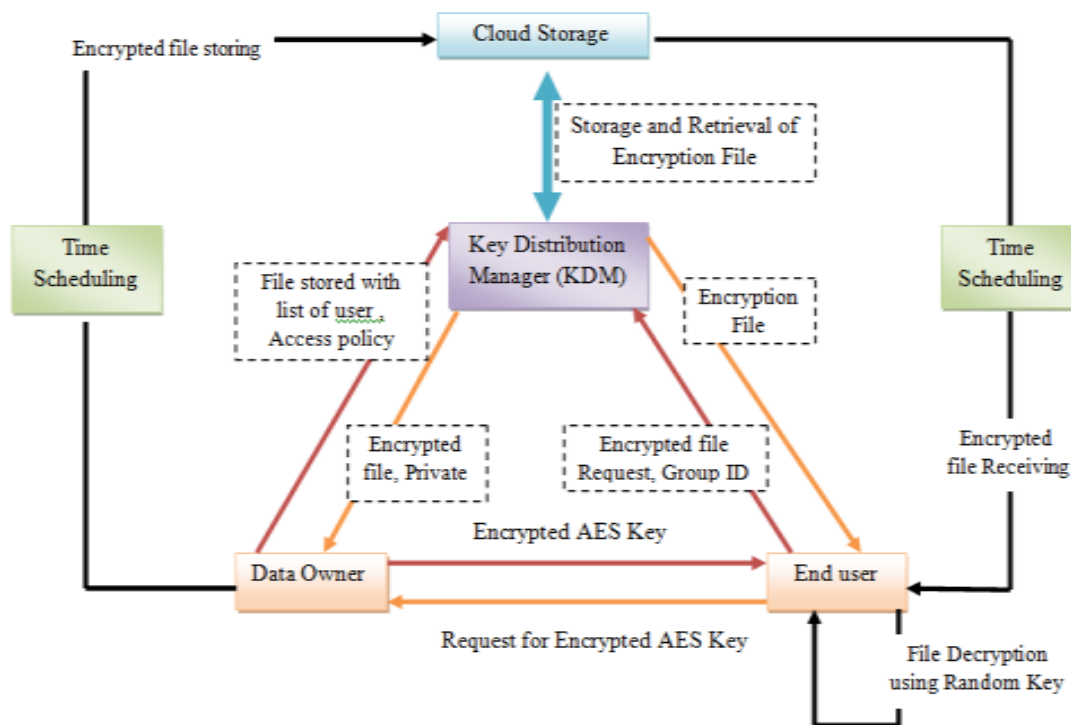 Cloud Storage
Encrypted file storing
Storage and Retrieval of
Encryption File
Time
Scheduling
Key Distribution
Manager (KDM)
Time
Scheduling
File stored with
list of user ,
Access policy
Encryption
File
Encrypted
file, Private
Encrypted file
Request, Group ID
Encrypted
file Receiving
Encrypted AES Key
Data Owner
End user
Request for Encrypted AES Key
File Decryption
using Random Key